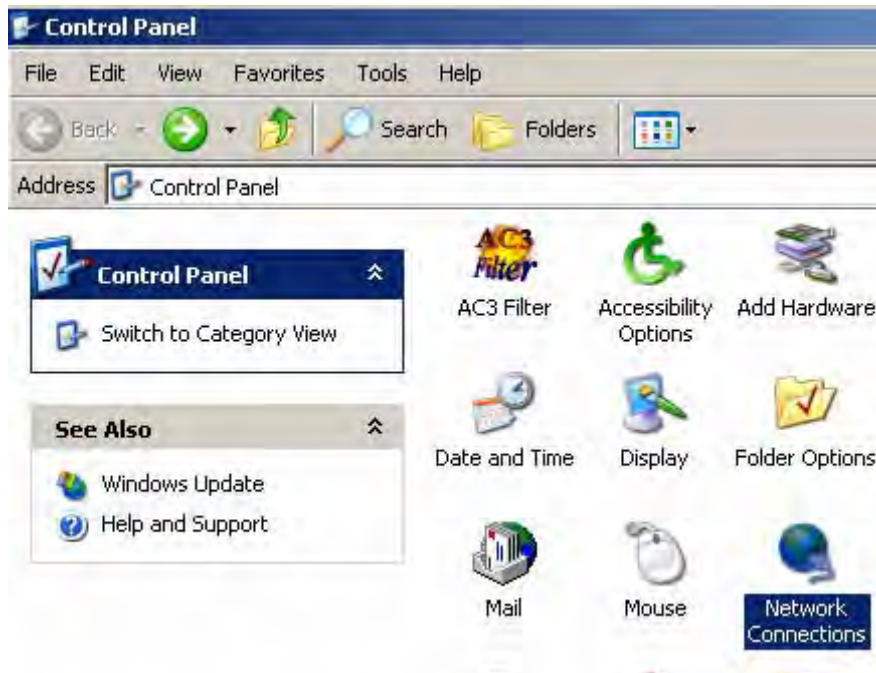 Control Panel
File Edit View Favorites Tools Help
Back Search Folders
Address Control Panel
Control Panel
Switch to Category View
See Also
Windows Update
Help and Support
AC3
Filter
AC3 Filter
Accessibility
Options
Add Hardware
Date and Time
Display
Folder Options
Mail
Mouse
Network
Connections